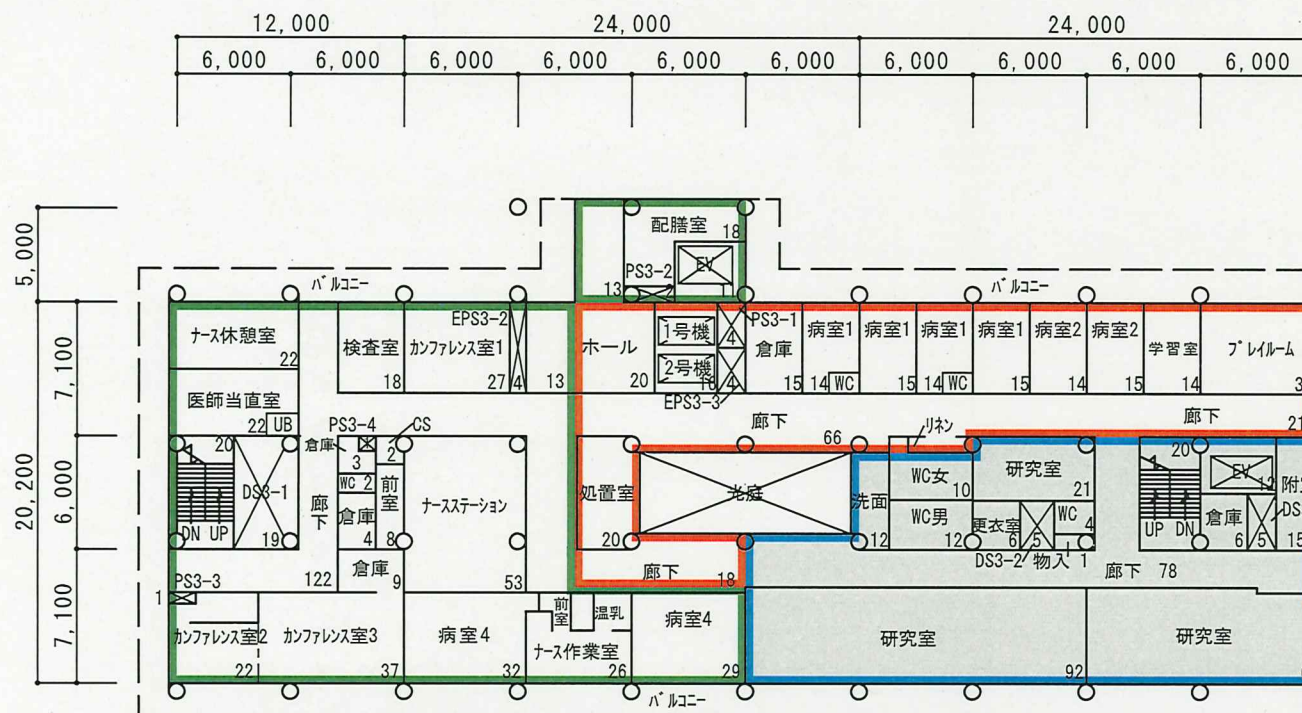 12,000
24,000
24,000
6,000
6,000
6,000
6,000
6,000
6,000
6,000
6,000
6,000
6,000
5,000
7,100
20,200
6,000
7,100
配膳室
18
EV
PS3-2
13
2
11
バルコニー
バルコニー
ナース休憩室
22
検査室
18
カンファレンス室1
27
EPS3-2
4
13
ホール
20
1号機
2号機
16
PS3-1
4
4
EPS3-3
倉庫
15
病室1
14
WC
病室1
15
病室1
14
WC
病室1
15
病室2
14
病室2
15
学習室
14
プレイルーム
3
医師当直室
22
UB
PS3-4
CS
倉庫
3
2
WC
2
前室
8
倉庫
4
倉庫
9
20
DN UP
DS3-1
19
廊下
122
ナースステーション
53
処置室
20
光庭
廊下
66
リネン
廊下
21
洗面
12
WC女
10
WC男
12
研究室
21
更衣室
6
5
DS3-2
WC
4
物入
1
20
UP DN
EV
12
倉庫
6
5
DS
15
廊下
78
廊下
18
PS3-3
1
カンファレンス室2
22
カンファレンス室3
37
病室4
32
前室
温乳
ナース作業室
26
病室4
29
研究室
92
研究室
バルコニー